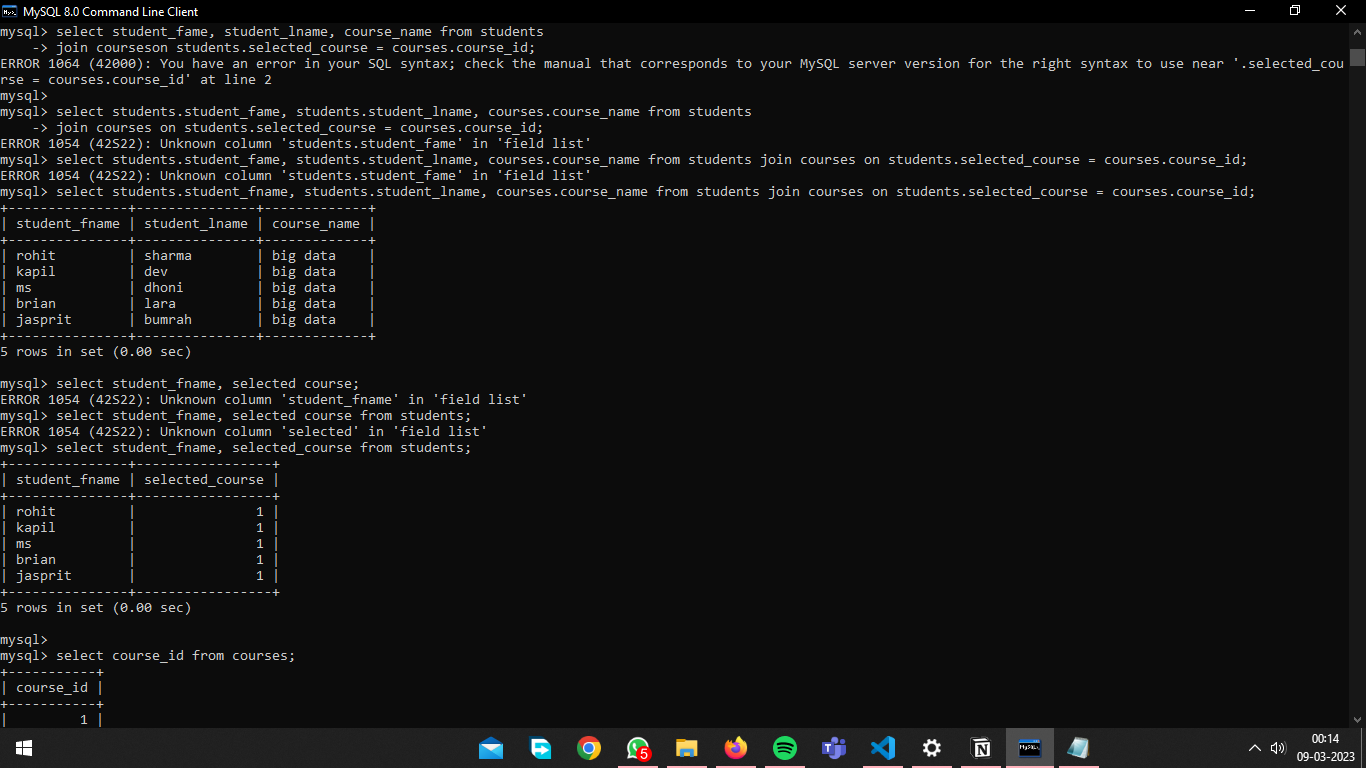 MySQL 8.0 Command Line Client
mysql> select student_fame, student_lname, course_name from students
    -> join courseson students.selected_course = courses.course_id;
ERROR 1064 (42000): You have an error in your SQL syntax; check the manual that corresponds to your MySQL server version for the right syntax to use near '.selected_cou
rse = courses.course_id' at line 2
mysql>
mysql> select students.student_fame, students.student_lname, courses.course_name from students
    -> join courses on students.selected_course = courses.course_id;
ERROR 1054 (42S22): Unknown column 'students.student_fame' in 'field list'
mysql> select students.student_fame, students.student_lname, courses.course_name from students join courses on students.selected_course = courses.course_id;
ERROR 1054 (42S22): Unknown column 'students.student_fame' in 'field list'
mysql> select students.student_fname, students.student_lname, courses.course_name from students join courses on students.selected_course = courses.course_id;
+---------------+---------------+-------------+
| student_fname | student_lname | course_name |
+---------------+---------------+-------------+
| rohit         | sharma        | big data    |
| kapil         | dev           | big data    |
| ms            | dhoni         | big data    |
| brian         | lara          | big data    |
| jasprit       | bumrah        | big data    |
+---------------+---------------+-------------+
5 rows in set (0.00 sec)
mysql> select student_fname, selected course;
ERROR 1054 (42S22): Unknown column 'student_fname' in 'field list'
mysql> select student_fname, selected course from students;
ERROR 1054 (42S22): Unknown column 'selected' in 'field list'
mysql> select student_fname, selected_course from students;
+---------------+-----------------+
| student_fname | selected_course |
+---------------+-----------------+
| rohit         |               1 |
| kapil         |               1 |
| ms            |               1 |
| brian         |               1 |
| jasprit       |               1 |
+---------------+-----------------+
5 rows in set (0.00 sec)
mysql>
mysql> select course_id from courses;
+-----------+
| course_id |
+-----------+
|         1 |
5
00:14
09-03-2023